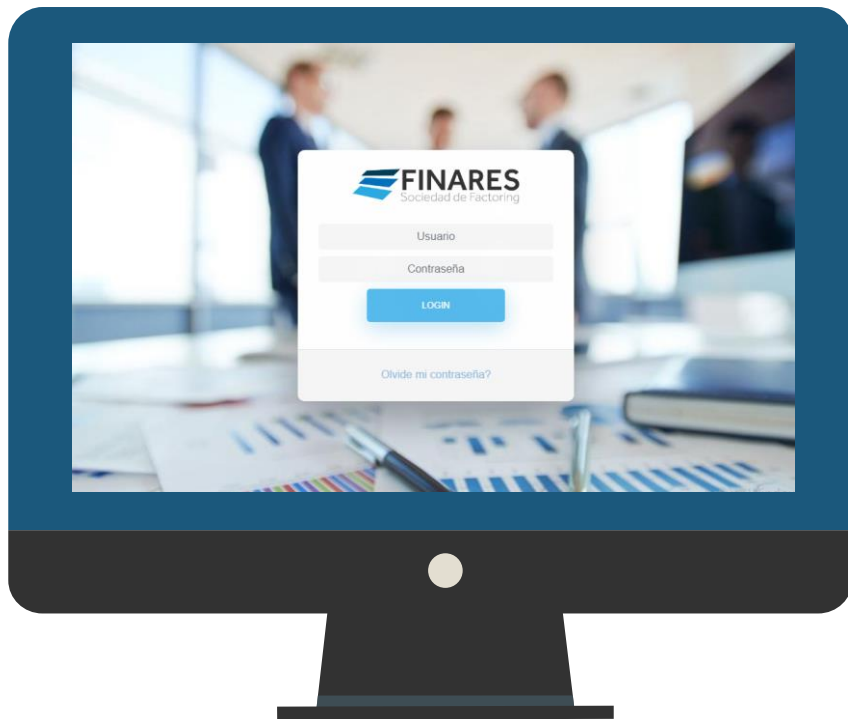 FINARES
Sociedad de Factoring
Usuario
Contraseña
LOGIN
Olvide mi contraseña?